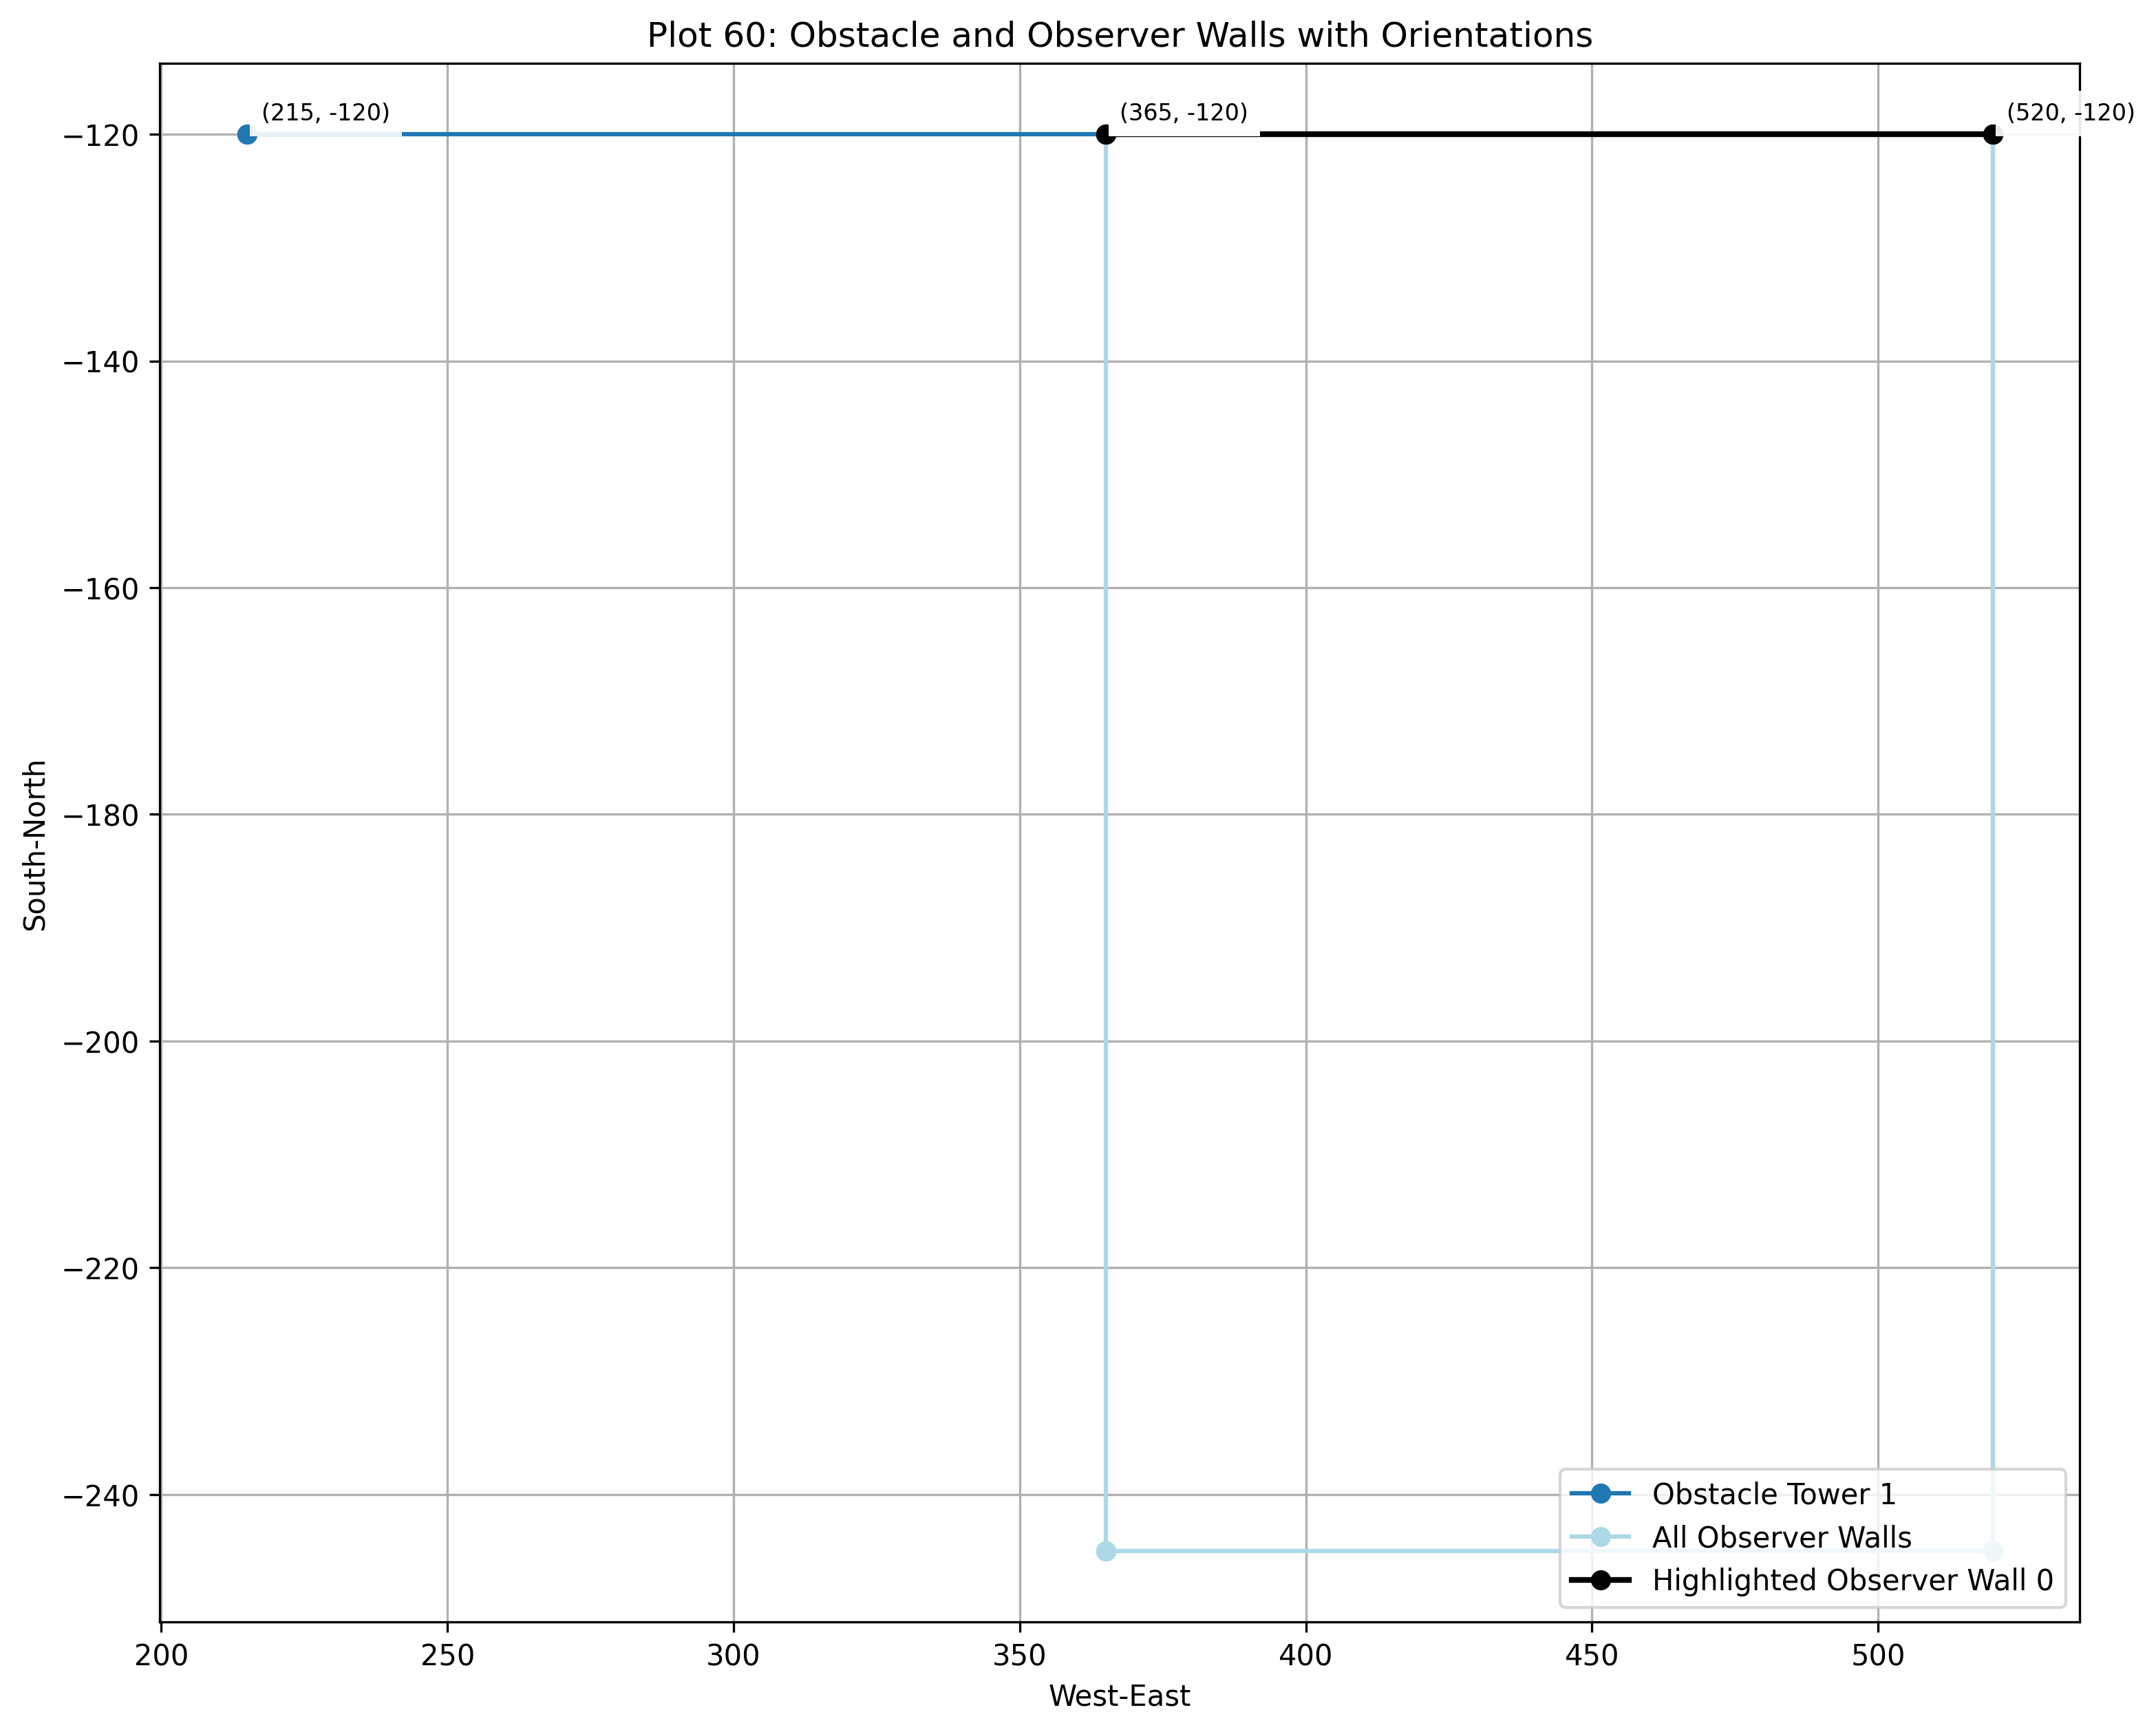 Plot 60: Obstacle and Observer Walls with Orientations
(215, -120)
(365, -120)
(520, -120)
−120
−140
−160
−180
−200
−220
−240
South-North
Obstacle Tower 1
All Observer Walls
Highlighted Observer Wall 0
200
250
300
350
400
450
500
West-East